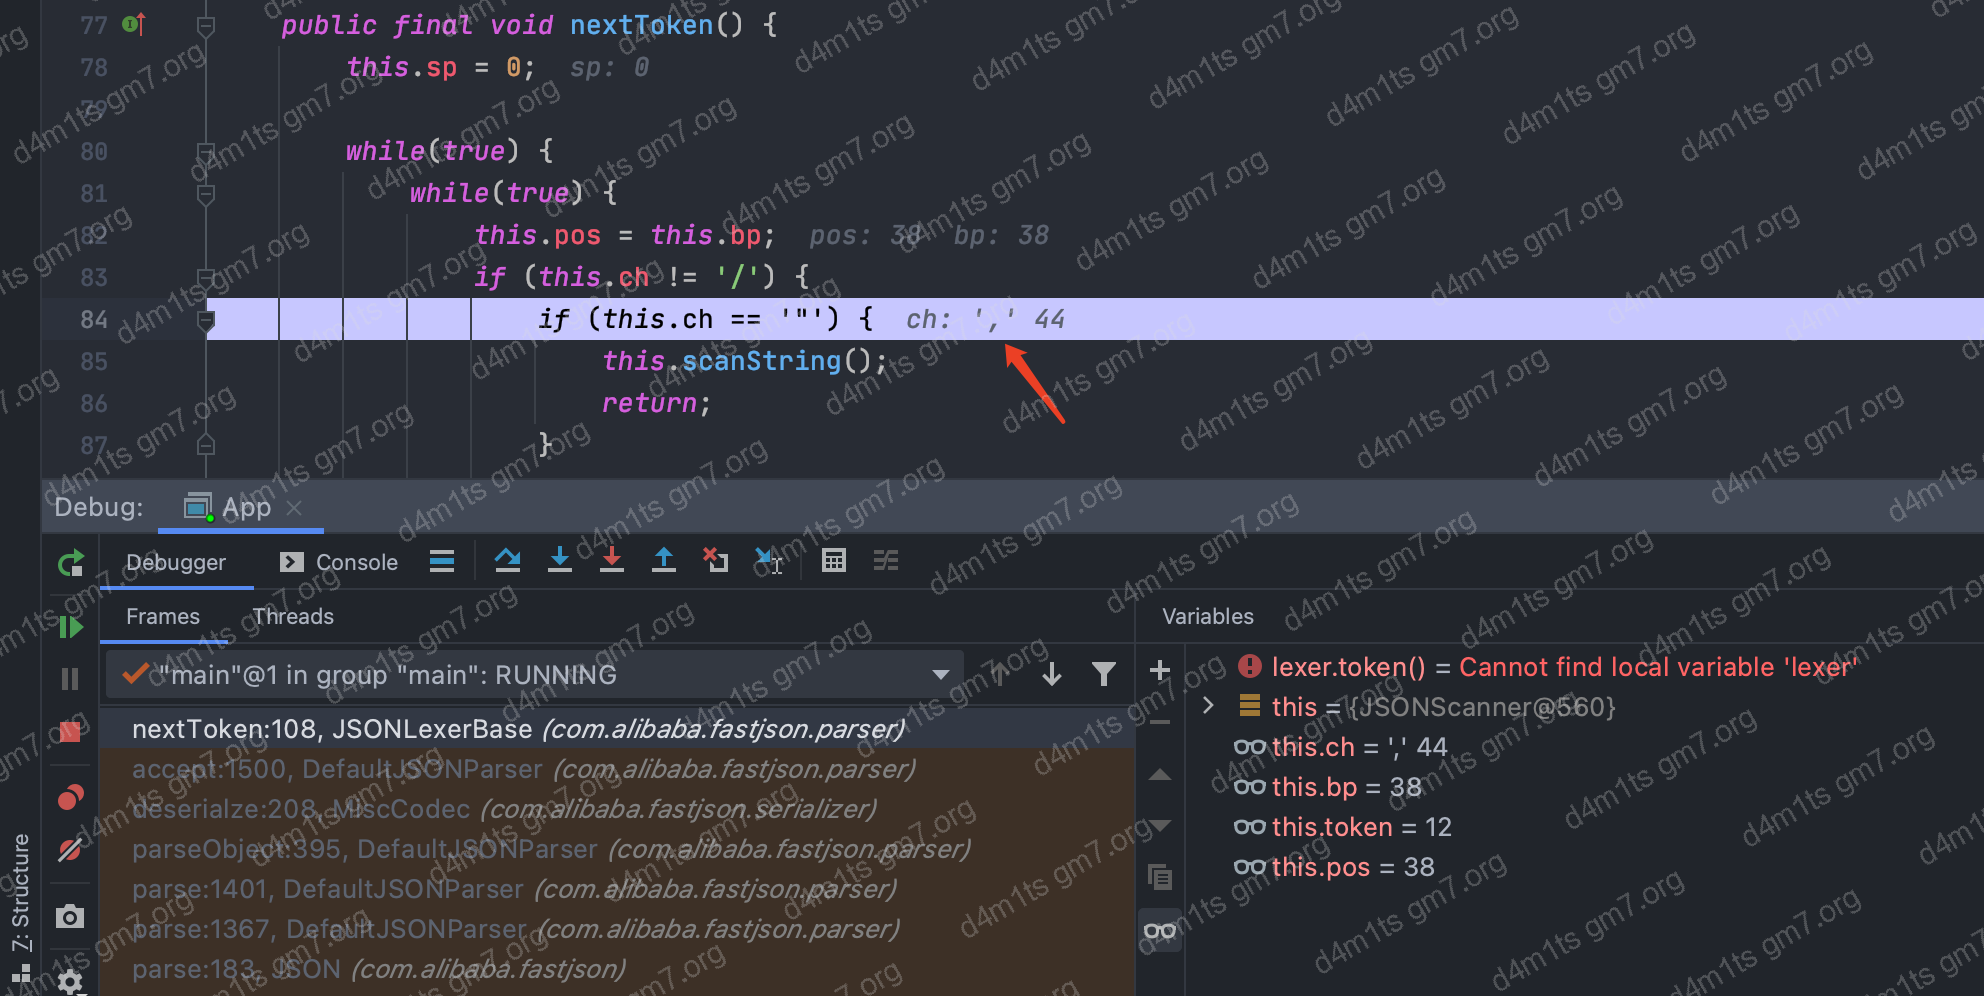 77 public final void nextToken() {
78 this.sp = 0; sp: 0
79
80 while(true) {
81 while(true) {
82 this.pos = this.bp; pos: 38 bp: 38
83 if (this.ch != '/') {
84 if (this.ch == '"') { ch: ',' 44
85 this.scanString();
86 return;
87 }
Debug: App
Debugger Console
Frames Threads Variables
"main"@1 in group "main": RUNNING
nextToken:108, JSONLexerBase (com.alibaba.fastjson.parser)
accept:1500, DefaultJSONParser (com.alibaba.fastjson.parser)
deserialze:208, MiscCodec (com.alibaba.fastjson.serializer)
parseObject:395, DefaultJSONParser (com.alibaba.fastjson.parser)
parse:1401, DefaultJSONParser (com.alibaba.fastjson.parser)
parse:1367, DefaultJSONParser (com.alibaba.fastjson.parser)
parse:183, JSON (com.alibaba.fastjson)
lexer.token() = Cannot find local variable 'lexer'
this = {JSONScanner@560}
this.ch = ',' 44
this.bp = 38
this.token = 12
this.pos = 38
7: Structure
d4m1ts gm7.org